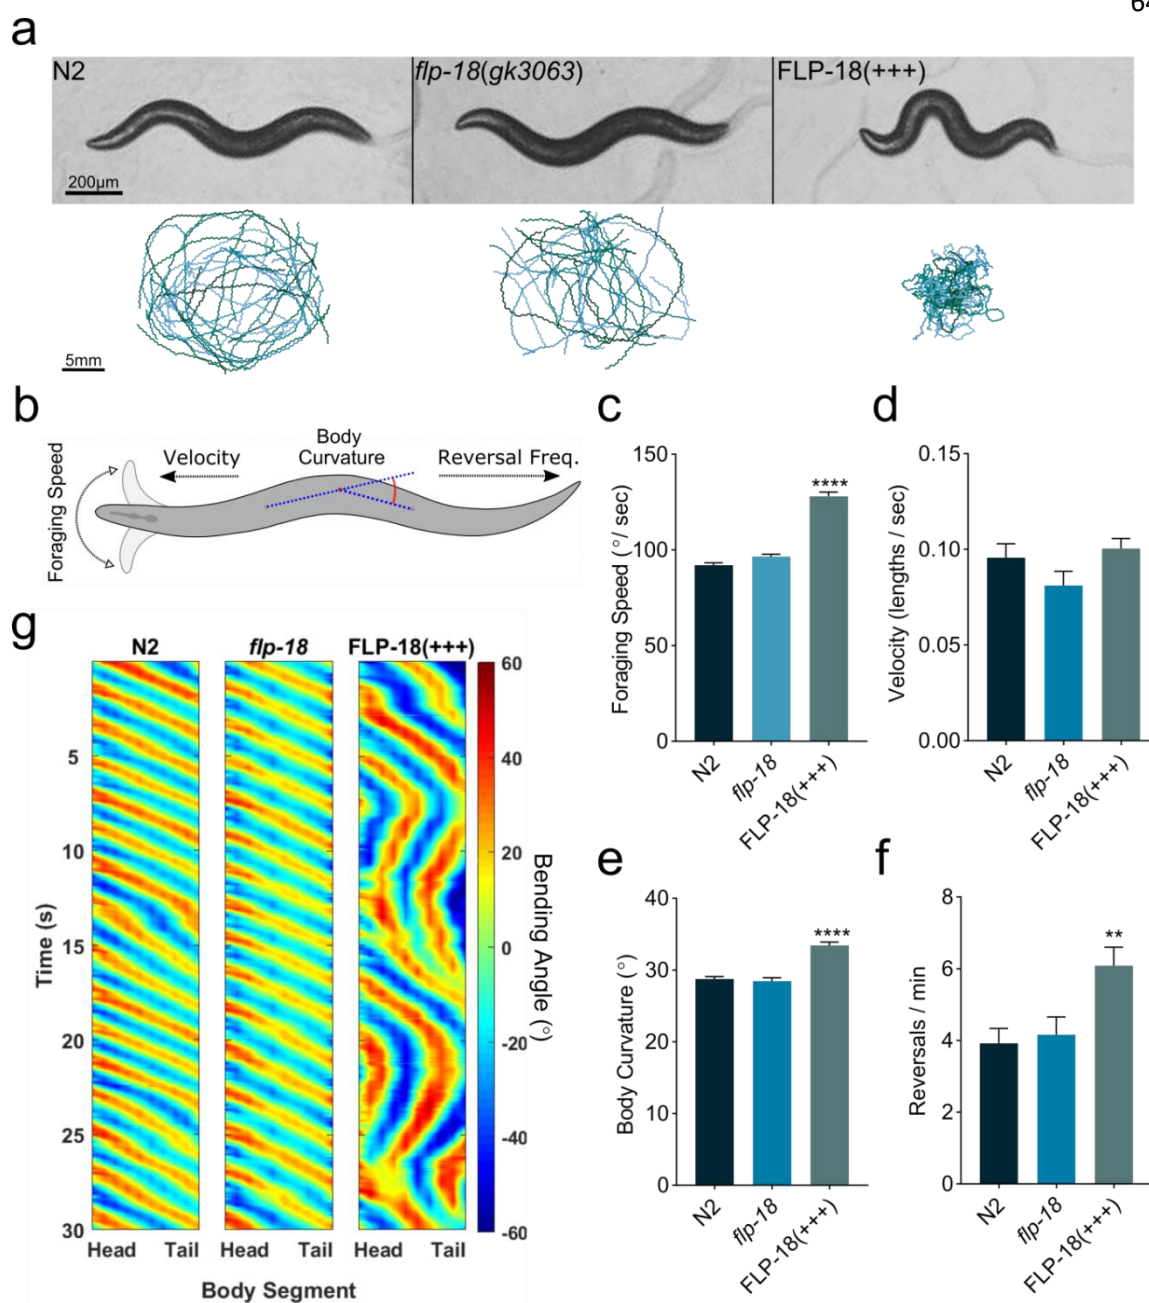 64
a
N2
flp-18(gk3063)
FLP-18(+++)
200µm
5mm
b
Foraging Speed
Velocity
Body
Curvature
Reversal Freq.
c
Foraging Speed (°/ sec)
150
100
50
0
****
N2
flp-18
FLP-18(+++)
d
Velocity (lengths / sec)
0.15
0.10
0.05
0.00
N2
flp-18
FLP-18(+++)
g
N2
flp-18
FLP-18(+++)
Time (s)
5
10
15
20
25
30
Head Tail
Head Tail
Head Tail
Body Segment
60
40
20
0
-20
-40
-60
Bending Angle (°)
e
Body Curvature (°)
40
30
20
10
0
****
N2
flp-18
FLP-18(+++)
f
Reversals / min
8
6
4
2
0
**
N2
flp-18
FLP-18(+++)